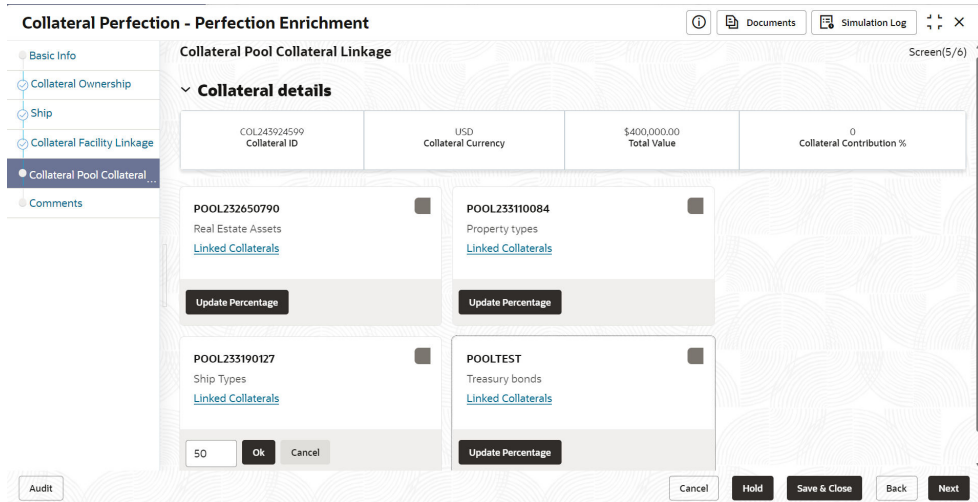 Collateral Perfection - Perfection Enrichment
Documents
Simulation Log
Basic Info
Collateral Ownership
Ship
Collateral Facility Linkage
Collateral Pool Collateral ...
Comments
Collateral Pool Collateral Linkage
Screen(5/6)
Collateral details
COL243924599
Collateral ID
USD
Collateral Currency
$400,000.00
Total Value
0
Collateral Contribution %
POOL232650790
Real Estate Assets
Linked Collaterals
Update Percentage
POOL233110084
Property types
Linked Collaterals
Update Percentage
POOL233190127
Ship Types
Linked Collaterals
50 Ok Cancel
POOLTEST
Treasury bonds
Linked Collaterals
Update Percentage
Audit
Cancel Hold Save & Close Back Next